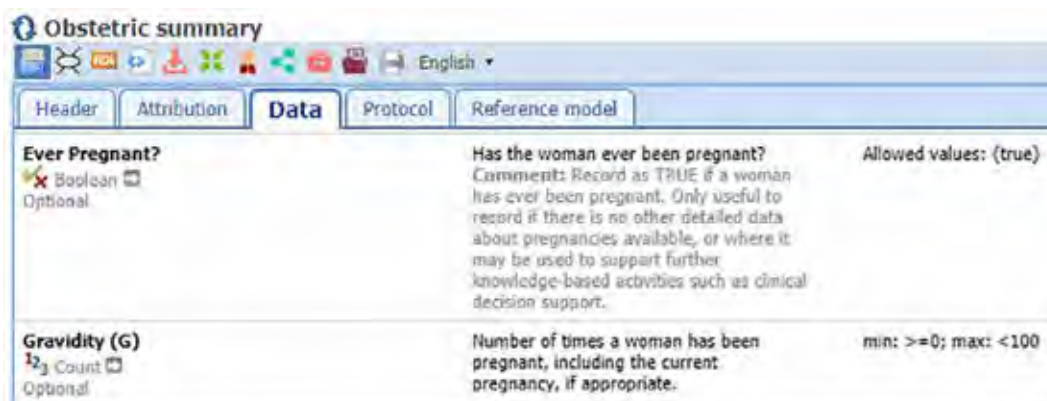 Obstetric summary
English
Header Attribution Data Protocol Reference model
Ever Pregnant?
Boolean
Optional
Has the woman ever been pregnant?
Comment: Record as TRUE if a woman
has ever been pregnant. Only useful to
record if there is no other detailed data
about pregnancies available, or where it
may be used to support further
knowledge-based activities such as clinical
decision support.
Allowed values: {true}
Gravidity (G)
123 Count
Optional
Number of times a woman has been
pregnant, including the current
pregnancy, if appropriate.
min: >=0; max: <100